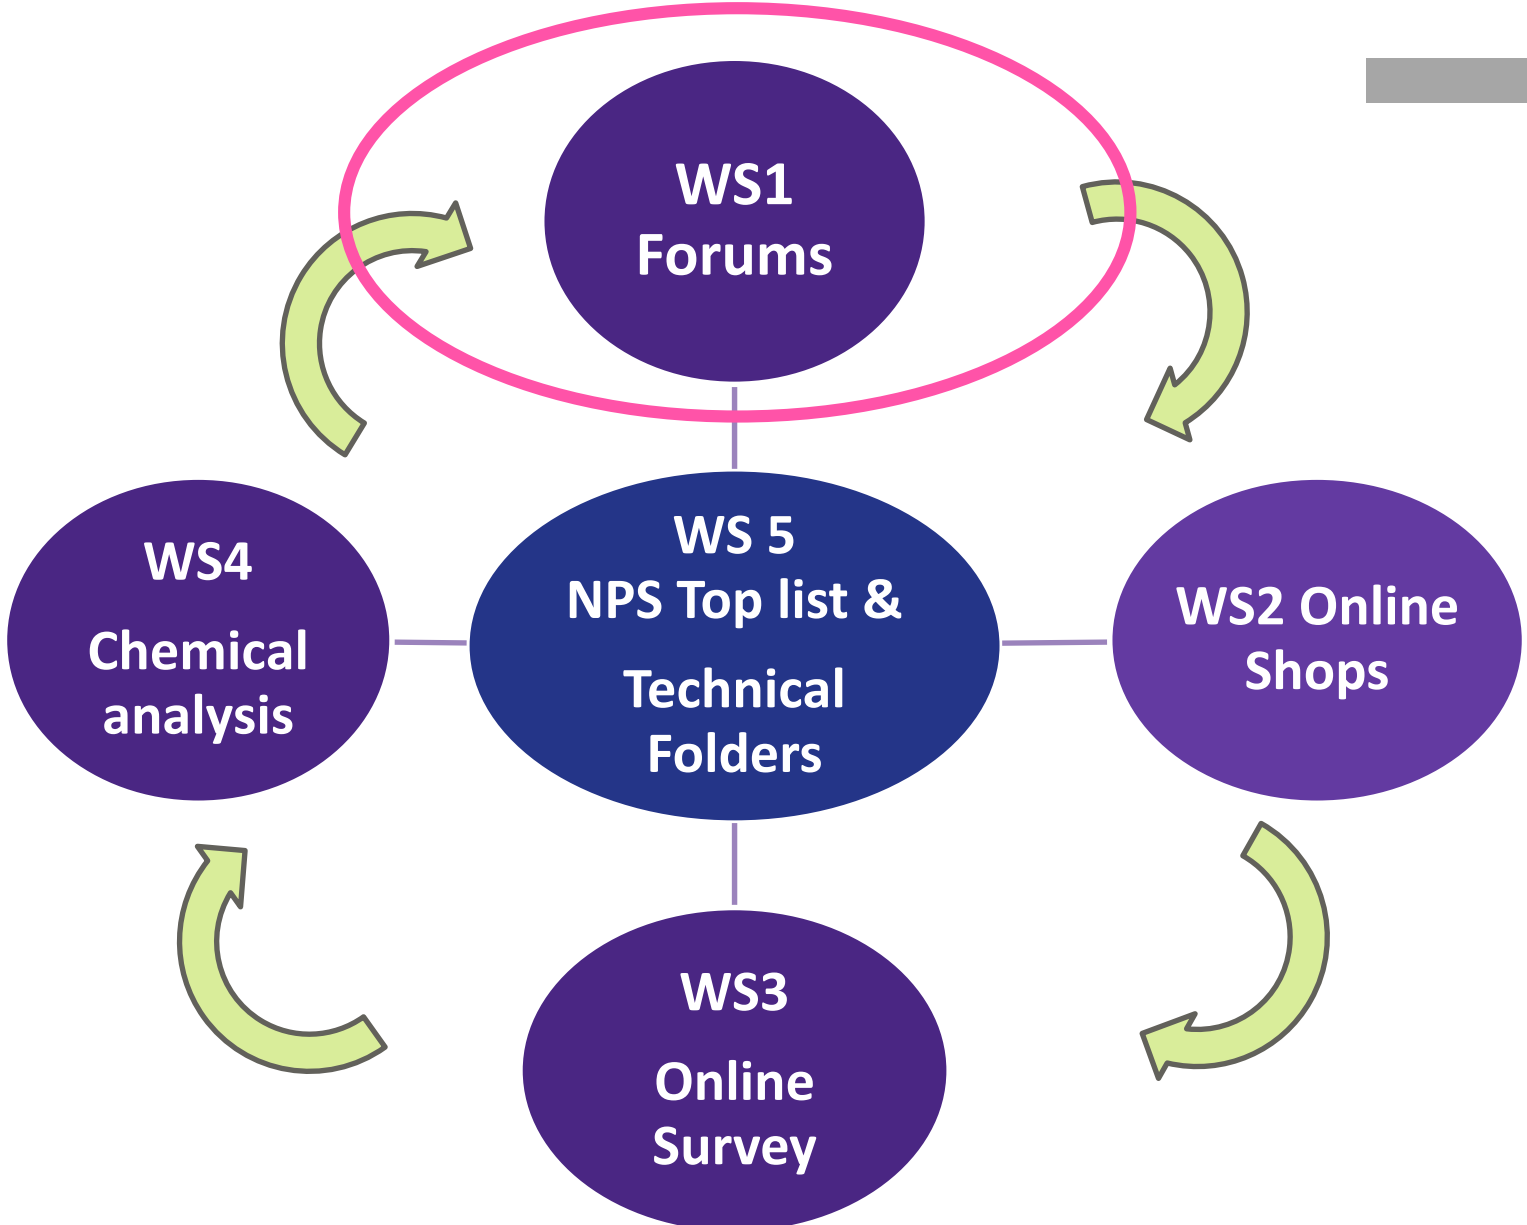 WS1
Forums
WS4
Chemical
analysis
WS 5
NPS Top list &
Technical
Folders
WS2 Online
Shops
WS3
Online
Survey